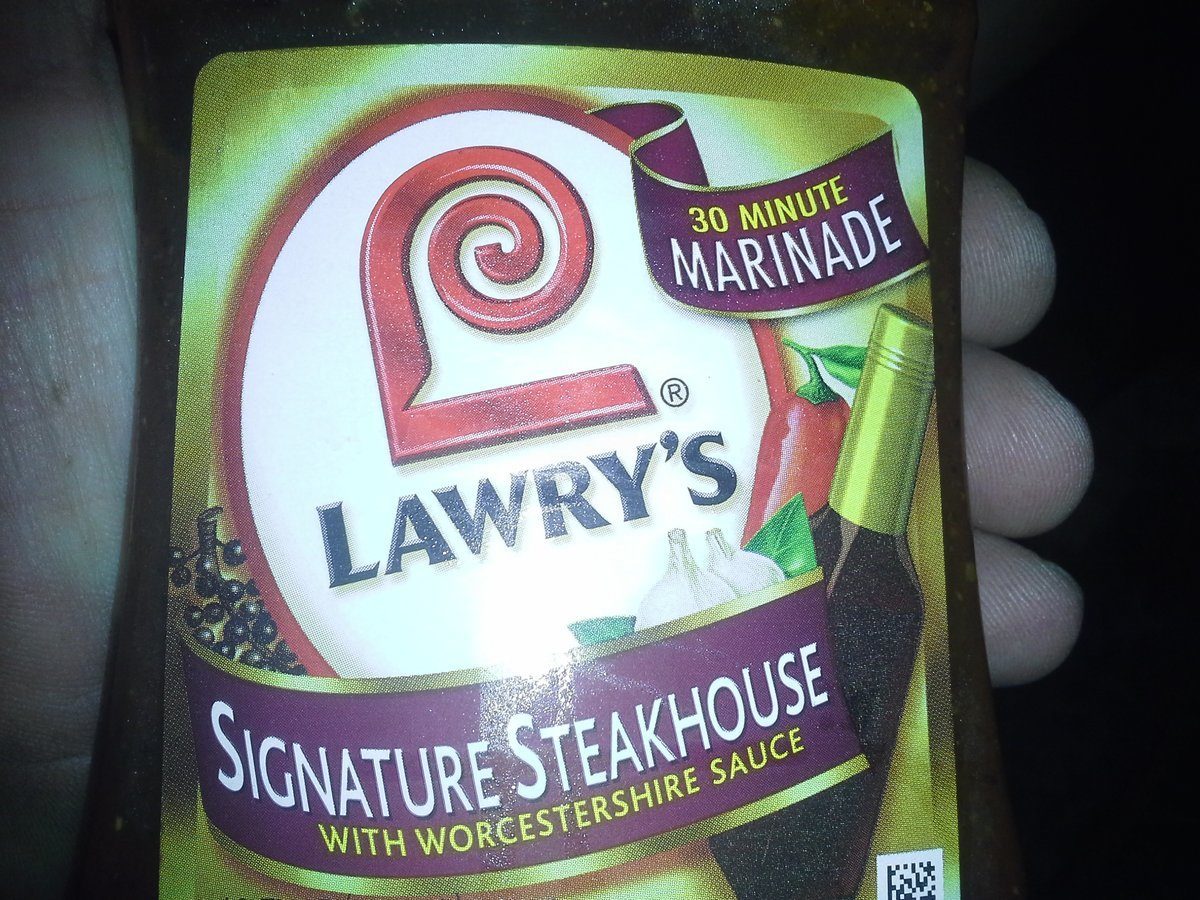 30 MINUTE
MARINADE
®
LAWRY'S
SIGNATURE STEAKHOUSE
WITH WORCESTERSHIRE SAUCE